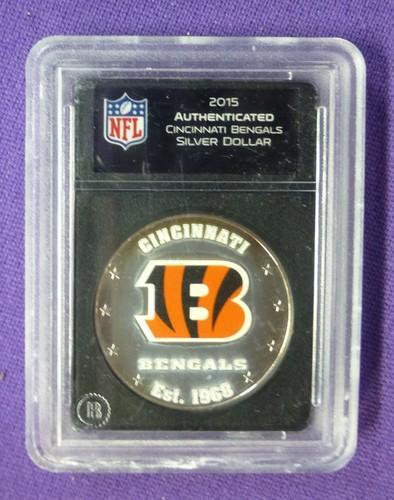 2015
AUTHENTICATED
CINCINNATI BENGALS
SILVER DOLLAR
NFL
CINCINNATI
B
BENGALS
Est. 1968